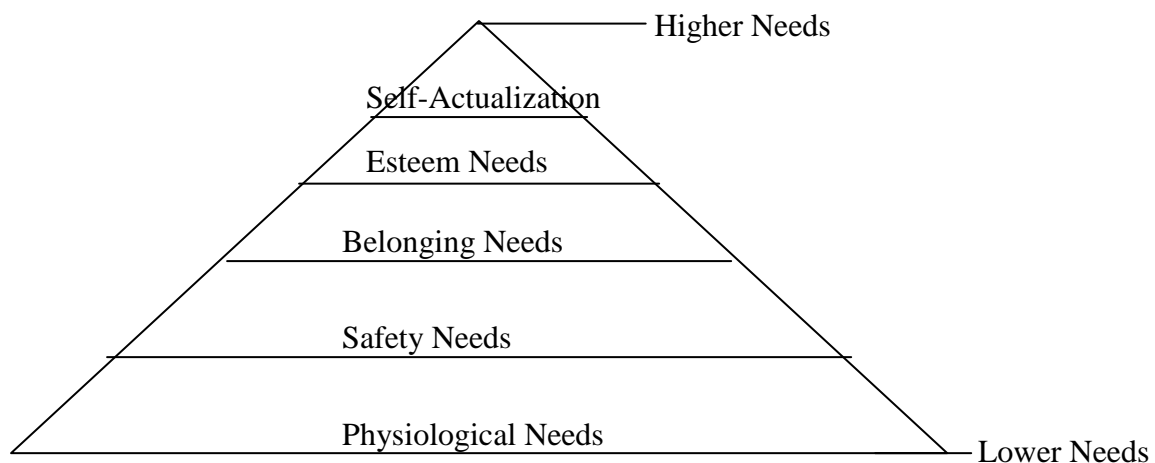 Higher Needs
Self-Actualization
Esteem Needs
Belonging Needs
Safety Needs
Physiological Needs
Lower Needs